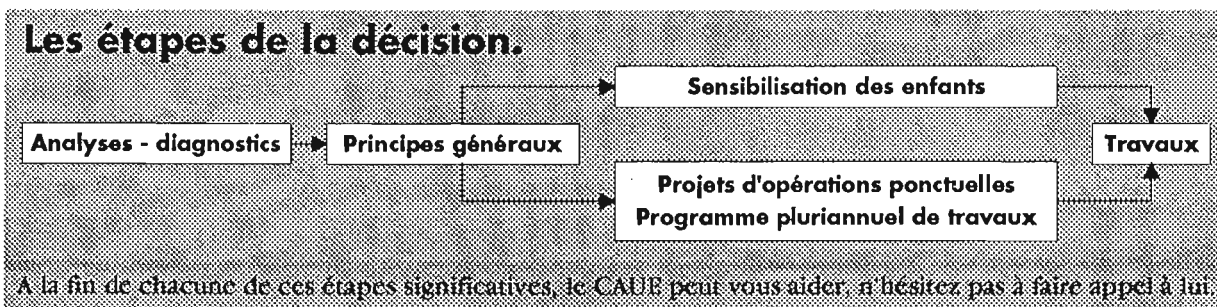 Les étapes de la décision.
Sensibilisation des enfants
Analyses - diagnostics
Principes généraux
Travaux
Projets d'opérations ponctuelles
Programme pluriannuel de travaux
A la fin de chacune de ces étapes significatives, le CAUE peut vous aider, n'hésitez pas à faire appel à lui.